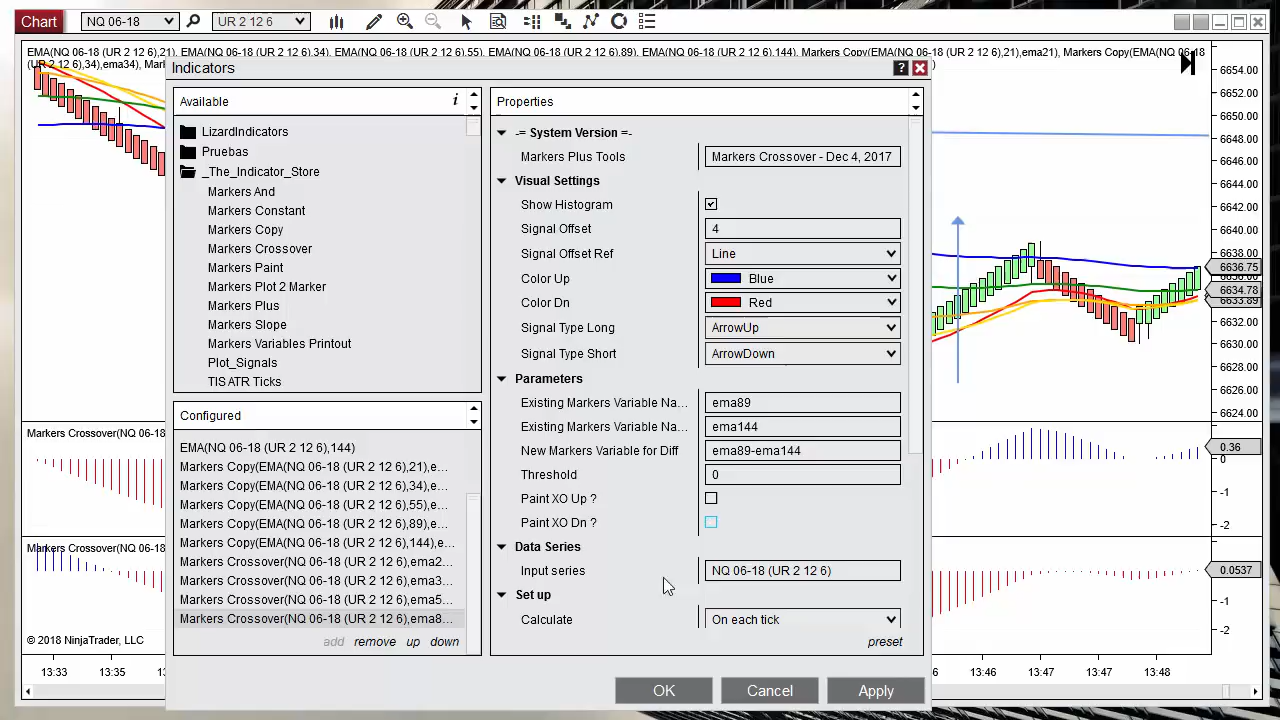 Chart
NQ 06-18
UR 2 12 6
EMA(NQ 06-18 (UR 2 12 6),21), EMA(NQ 06-18 (UR 2 12 6),34), EMA(NQ 06-18 (UR 2 12 6),55), EMA(NQ 06-18 (UR 2 12 6),89), EMA(NQ 06-18 (UR 2 12 6),144), Markers Copy(EMA(NQ 06-18 (UR 2 12 6),21),ema21), Markers Copy(EMA(NQ 06-18
(UR 2 12 6),34),ema34), Mark
Indicators
?
Available
i
LizardIndicators
Pruebas
_The_Indicator_Store
Markers And
Markers Constant
Markers Copy
Markers Crossover
Markers Paint
Markers Plot 2 Marker
Markers Plus
Markers Slope
Markers Variables Printout
Plot_Signals
TIS ATR Ticks
Configured
EMA(NQ 06-18 (UR 2 12 6),144)
Markers Copy(EMA(NQ 06-18 (UR 2 12 6),21),e...
Markers Copy(EMA(NQ 06-18 (UR 2 12 6),34),e...
Markers Copy(EMA(NQ 06-18 (UR 2 12 6),55),e...
Markers Copy(EMA(NQ 06-18 (UR 2 12 6),89),e...
Markers Copy(EMA(NQ 06-18 (UR 2 12 6),144),e...
Markers Crossover(NQ 06-18 (UR 2 12 6),ema2...
Markers Crossover(NQ 06-18 (UR 2 12 6),ema3...
Markers Crossover(NQ 06-18 (UR 2 12 6),ema5...
Markers Crossover(NQ 06-18 (UR 2 12 6),ema8...
add remove up down
Properties
-= System Version =-
Markers Plus Tools Markers Crossover - Dec 4, 2017
Visual Settings
Show Histogram
Signal Offset 4
Signal Offset Ref Line
Color Up Blue
Color Dn Red
Signal Type Long ArrowUp
Signal Type Short ArrowDown
Parameters
Existing Markers Variable Na... ema89
Existing Markers Variable Na... ema144
New Markers Variable for Diff ema89-ema144
Threshold 0
Paint XO Up ?
Paint XO Dn ?
Data Series
Input series NQ 06-18 (UR 2 12 6)
Set up
Calculate On each tick
preset
OK Cancel Apply
Markers Crossover(NQ 06-18
Markers Crossover(NQ 06-18
© 2018 NinjaTrader, LLC
6654.00
6650.00
6648.00
6646.00
6644.00
6642.00
6640.00
6638.00
6636.75
6634.78
6633.89
6632.00
6630.00
6628.00
6626.00
6624.00
0.36
0
-1
-2
0.0537
-1
-2
13:33 13:35 13:46 13:47 13:47 13:48